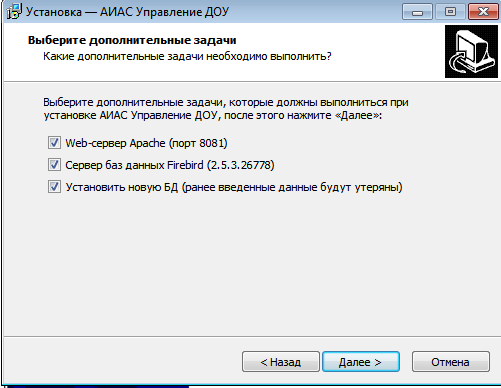 Установка — АИАС Управление ДОУ
Выберите дополнительные задачи
Какие дополнительные задачи необходимо выполнить?
Выберите дополнительные задачи, которые должны выполниться при
установке АИАС Управление ДОУ, после этого нажмите «Далее»:
Web-сервер Apache (порт 8081)
Сервер баз данных Firebird (2.5.3.26778)
Установить новую БД (ранее введенные данные будут утеряны)
< Назад
Далее >
Отмена